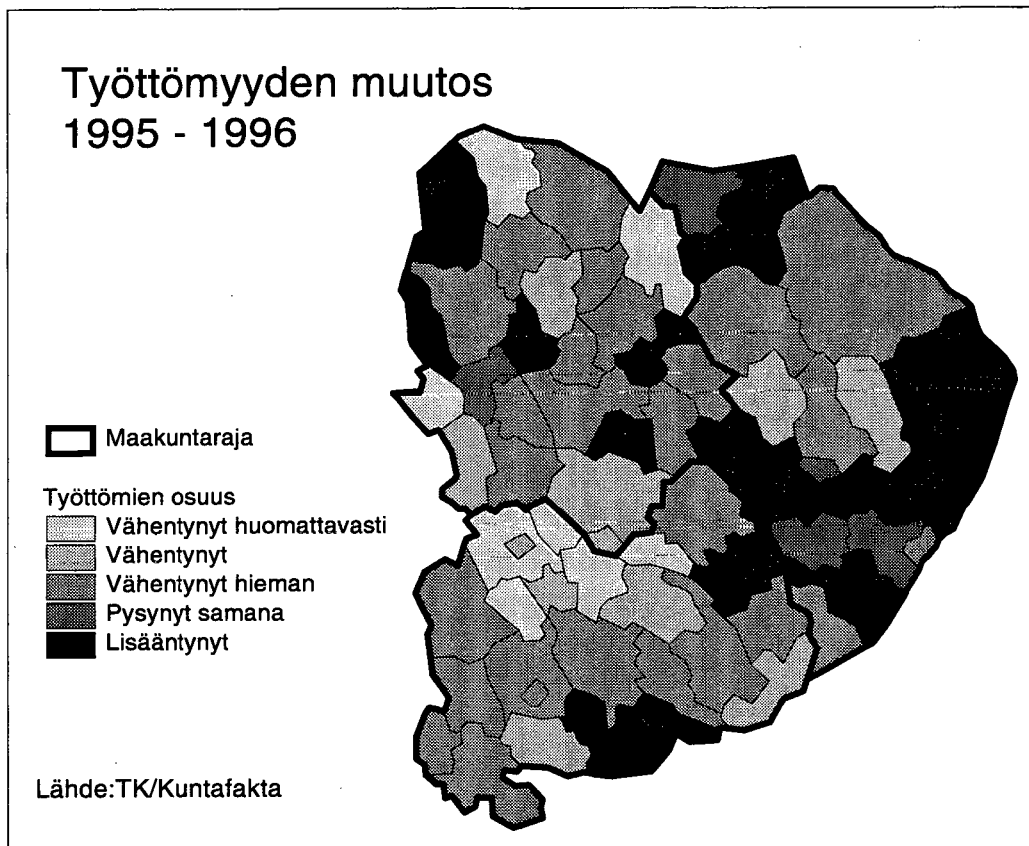 Työttömyyden muutos
1995 - 1996
Maakuntaraja
Työttömien osuus
Vähentynyt huomattavasti
Vähentynyt
Vähentynyt hieman
Pysynyt samana
Lisääntynyt
Lähde:TK/Kuntafakta